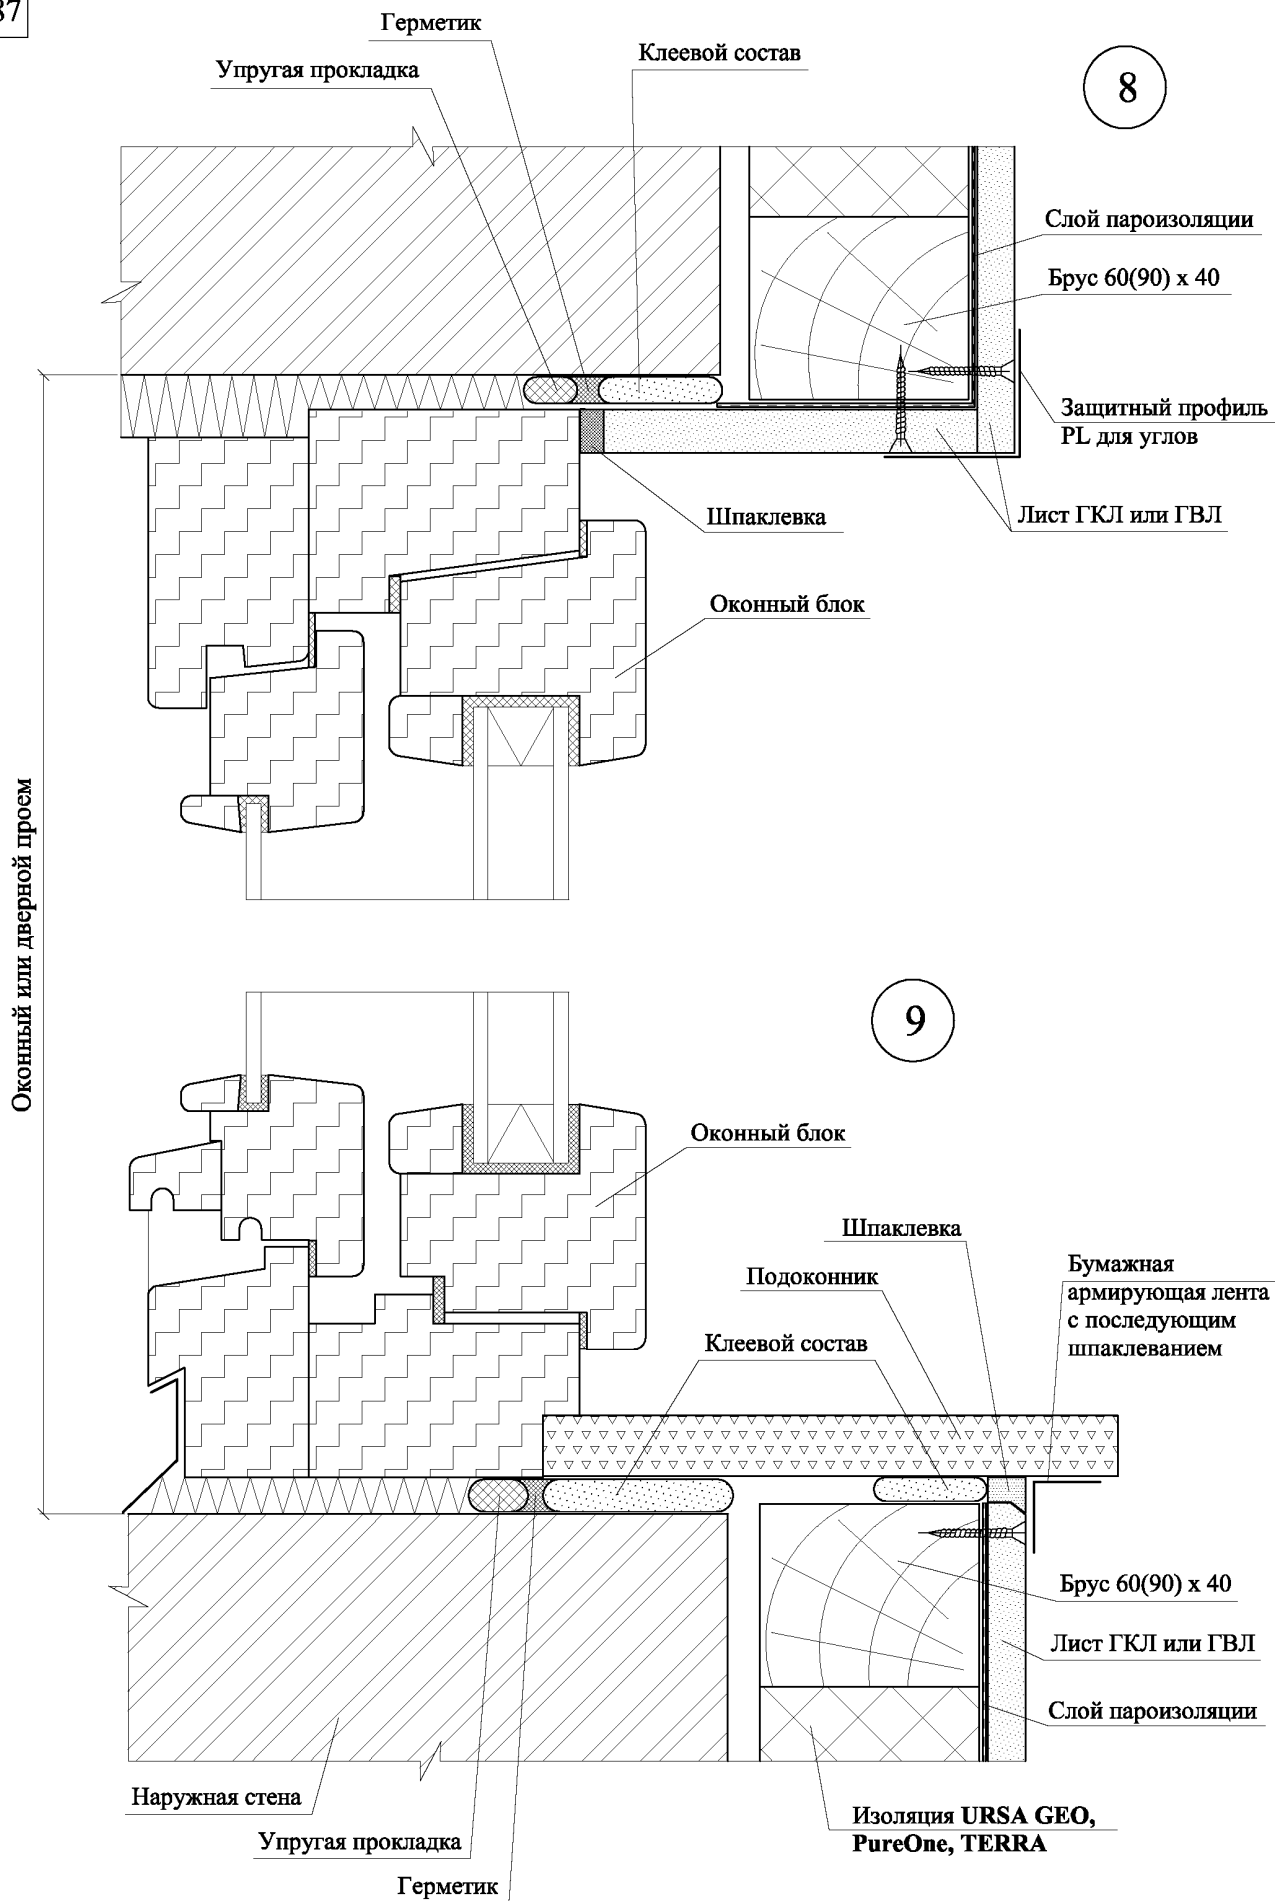 87
Герметик
Клеевой состав
Упругая прокладка
8
Слой пароизоляции
Брус 60(90) х 40
Защитный профиль
PL для углов
Шпаклевка
Лист ГКЛ или ГВЛ
Оконный блок
Оконный или дверной проем
9
Оконный блок
Шпаклевка
Подоконник
Бумажная
армирующая лента
с последующим
шпаклеванием
Клеевой состав
Брус 60(90) х 40
Лист ГКЛ или ГВЛ
Слой пароизоляции
Наружная стена
Изоляция URSA GEO,
PureOne, TERRA
Упругая прокладка
Герметик